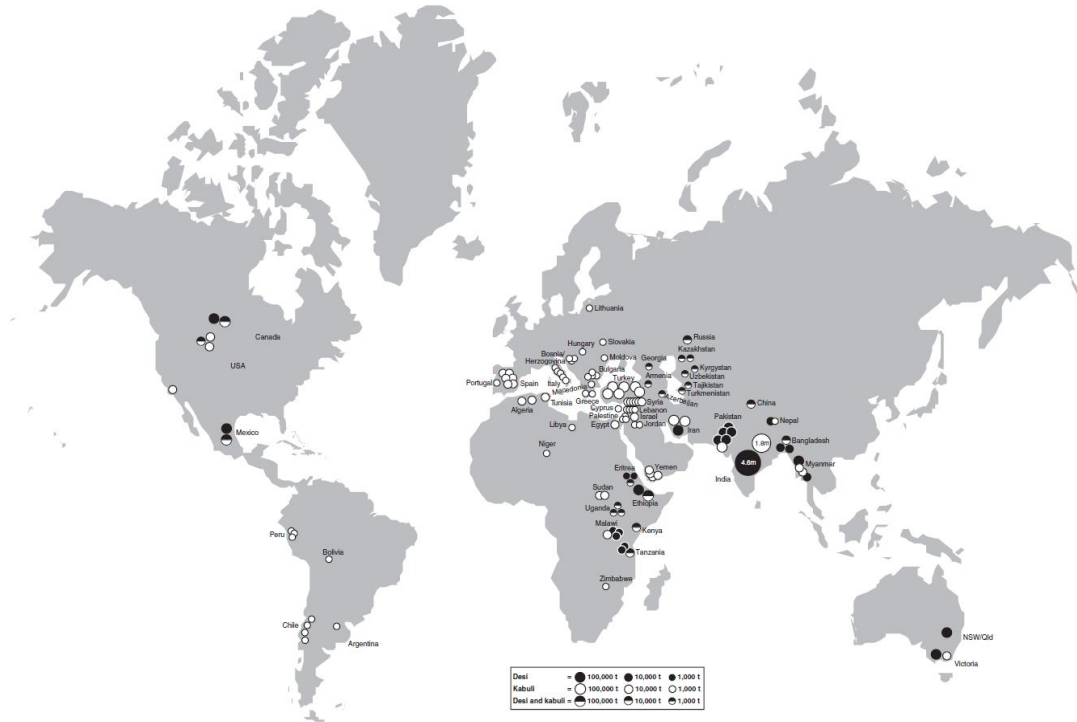 Lithuania
Canada
USA
Hungary
Slovakia
Russia
Bosnia/
Herzogovina
Moldova
Georgia
Kazakhstan
Kyrgystan
Bulgaria
Uzbekistan
Portugal
Spain
Italy
Macedonia
Turkey
Armenia
Tajikistan
Turkmenistan
Azerbeijan
Algeria
Tunisia
Greece
Cyprus
Syria
Lebanon
China
Mexico
Libya
Palestine
Israel
Egypt
Jordan
Iran
Pakistan
Nepal
1.8m
Bangladesh
Niger
Eritrea
Yemen
4.6m
India
Myanmar
Sudan
Ethiopia
Uganda
Malawi
Kenya
Peru
Bolivia
Tanzania
Zimbabwe
Chile
Argentina
NSW/Qld
Victoria
Desi = 100,000 t 10,000 t 1,000 t
Kabuli = 100,000 t 10,000 t 1,000 t
Desi and kabuli = 100,000 t 10,000 t 1,000 t